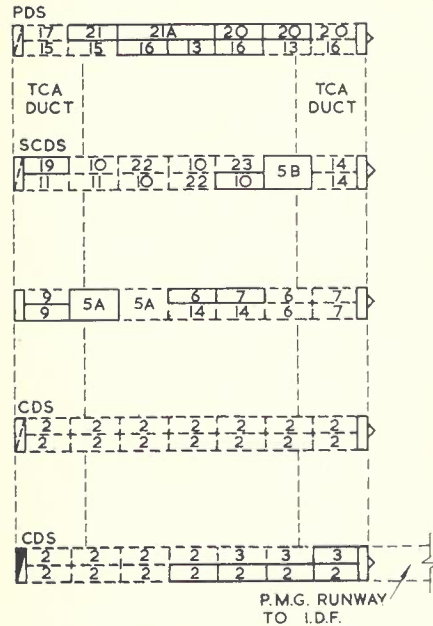 PDS
17 21 21A 20 20 20
15 15 16 13 16 13 16
TCA DUCT TCA DUCT
SCDS
19 10 22 10 23 5B 14
11 11 10 22 10 14
9 5A 5A 6 7 6 7
9 14 14 6 7
CDS
2 2 2 2 2 2 2
2 2 2 2 2 2 2
CDS
2 2 2 2 3 3 3
2 2 2 2 2 2 2
P.M.G. RUNWAY
TO I.D.F.